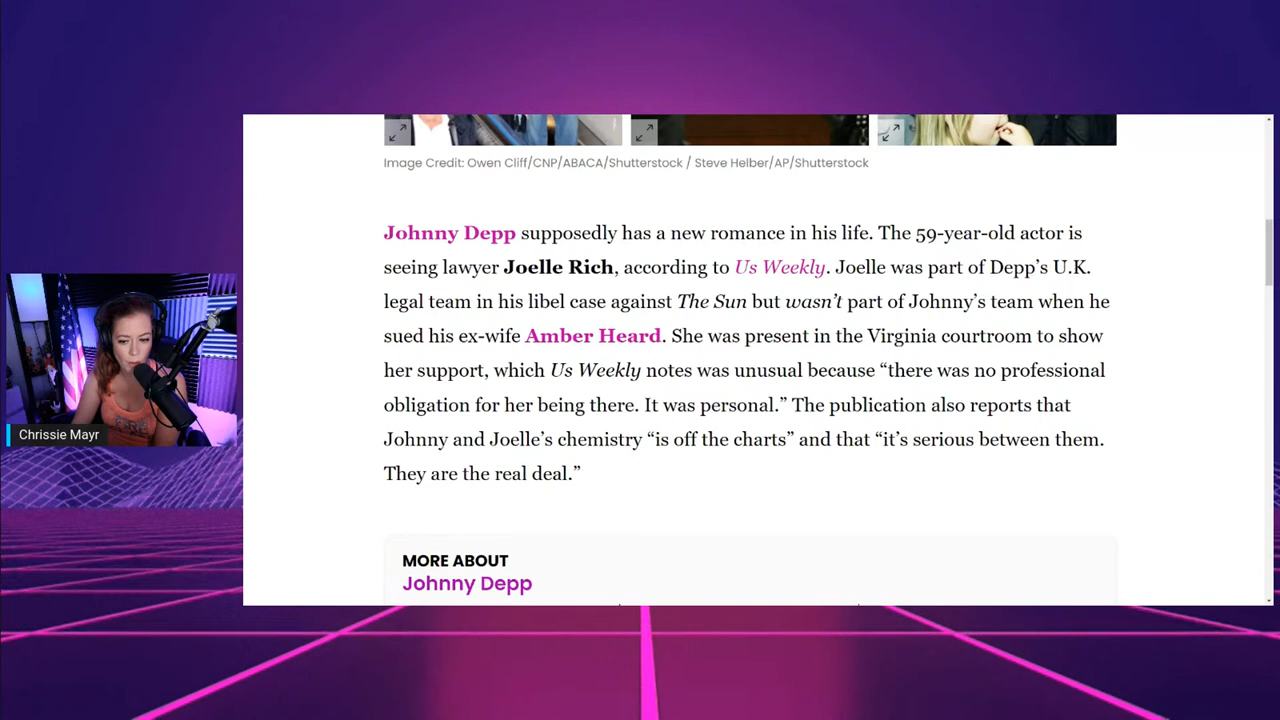 Image Credit: Owen Cliff/CNP/ABACA/Shutterstock / Steve Helber/AP/Shutterstock
Johnny Depp supposedly has a new romance in his life. The 59-year-old actor is
seeing lawyer Joelle Rich, according to Us Weekly. Joelle was part of Depp’s U.K.
legal team in his libel case against The Sun but wasn’t part of Johnny’s team when he
sued his ex-wife Amber Heard. She was present in the Virginia courtroom to show
her support, which Us Weekly notes was unusual because “there was no professional
obligation for her being there. It was personal.” The publication also reports that
Johnny and Joelle’s chemistry “is off the charts” and that “it’s serious between them.
They are the real deal.”
MORE ABOUT
Johnny Depp
Chrissie Mayr